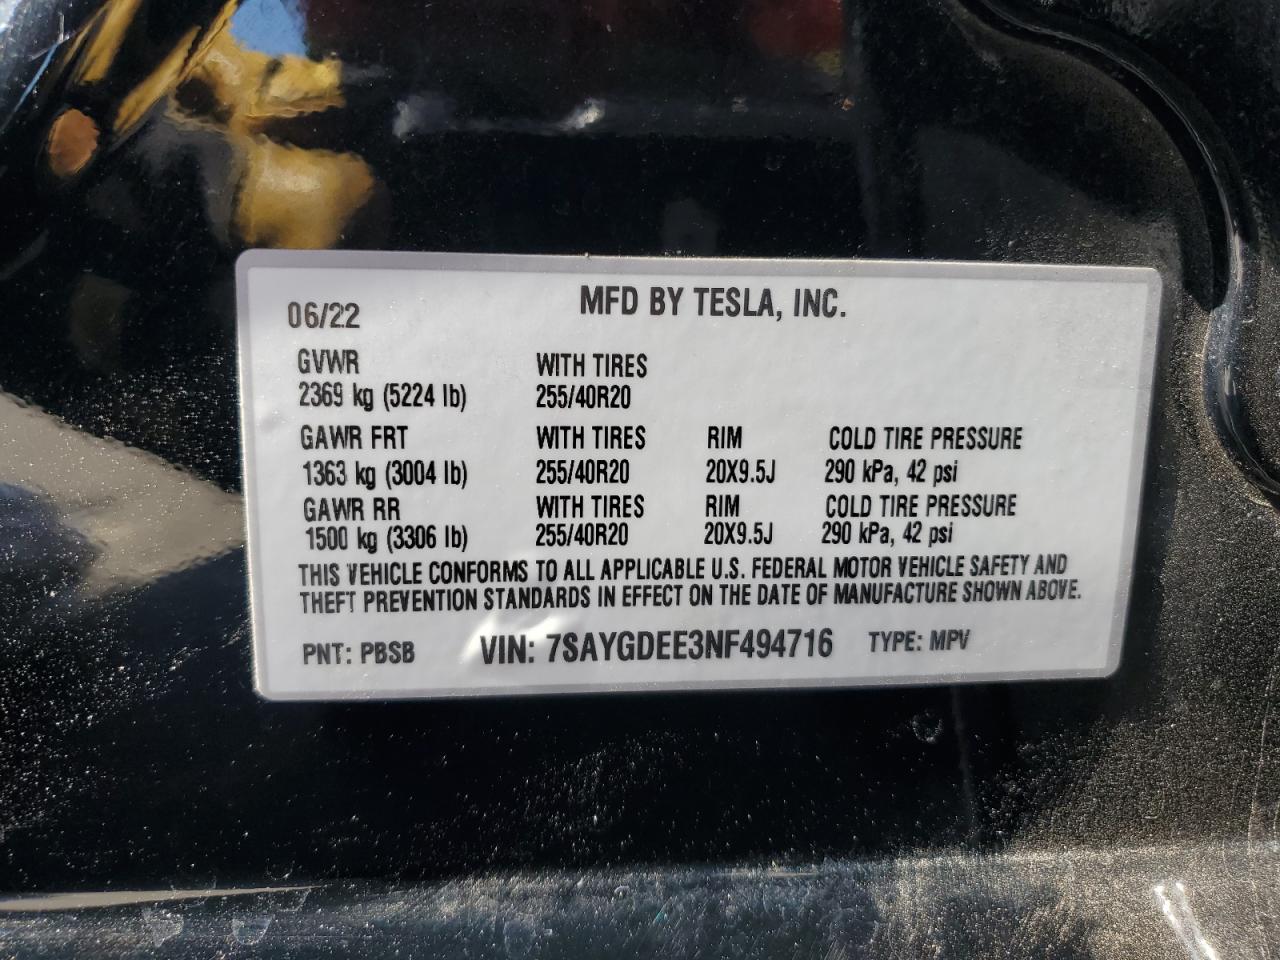 MFD BY TESLA, INC.
06/22
GVWR WITH TIRES
2369 kg (5224 lb) 255/40R20
GAWR FRT WITH TIRES RIM COLD TIRE PRESSURE
1363 kg (3004 lb) 255/40R20 20X9.5J 290 kPa, 42 psi
GAWR RR WITH TIRES RIM COLD TIRE PRESSURE
1500 kg (3306 lb) 255/40R20 20X9.5J 290 kPa, 42 psi
THIS VEHICLE CONFORMS TO ALL APPLICABLE U.S. FEDERAL MOTOR VEHICLE SAFETY AND
THEFT PREVENTION STANDARDS IN EFFECT ON THE DATE OF MANUFACTURE SHOWN ABOVE.
PNT: PBSB VIN: 7SAYGDEE3NF494716 TYPE: MPV